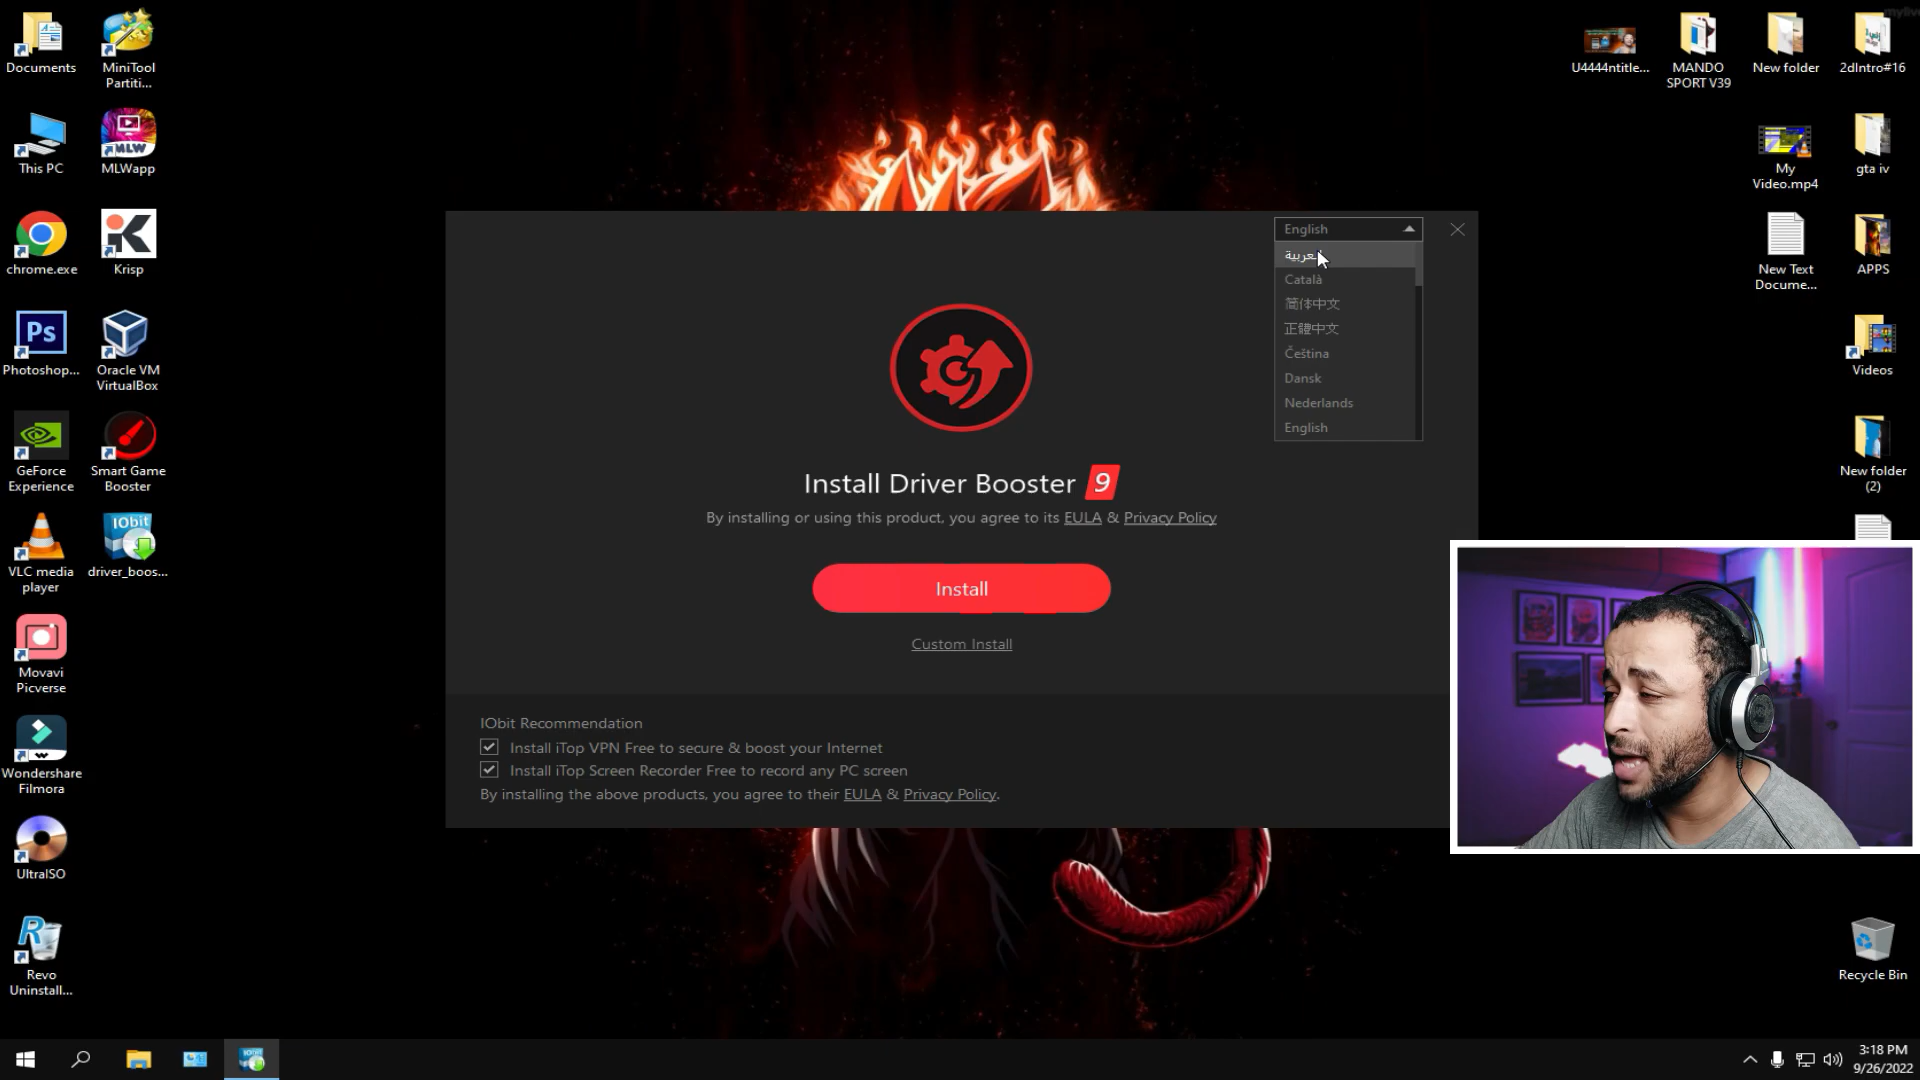 Documents
MiniTool
Partiti...
This PC
MLW
MLWapp
chrome.exe
Krisp
Ps
Photoshop...
Oracle VM
VirtualBox
GeForce
Experience
Smart Game
Booster
VLC media
player
IObit
driver_boos...
Movavi
Picverse
Wondershare
Filmora
UltraISO
Revo
Uninstall...
U4444ntitle...
MANDO
SPORT V39
New folder
2dIntro#16
My
Video.mp4
gta iv
New Text
Docume...
APPS
Videos
New folder
(2)
Recycle Bin
English
العربية
Català
简体中文
正體中文
Čeština
Dansk
Nederlands
English
Install Driver Booster 9
By installing or using this product, you agree to its EULA & Privacy Policy
Install
Custom Install
IObit Recommendation
Install iTop VPN Free to secure & boost your Internet
Install iTop Screen Recorder Free to record any PC screen
By installing the above products, you agree to their EULA & Privacy Policy.
3:18 PM
9/26/2022